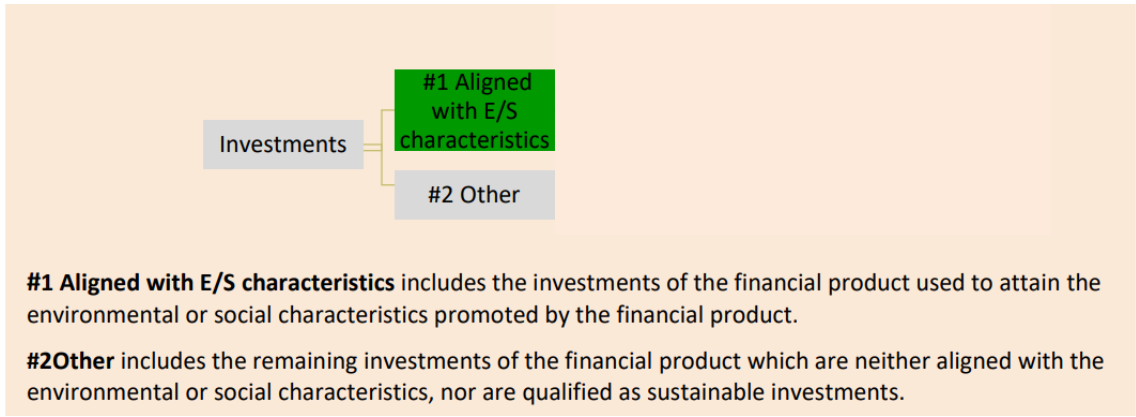 #1 Aligned
with E/S
characteristics
Investments
#2 Other
#1 Aligned with E/S characteristics includes the investments of the financial product used to attain the
environmental or social characteristics promoted by the financial product.
#2Other includes the remaining investments of the financial product which are neither aligned with the
environmental or social characteristics, nor are qualified as sustainable investments.